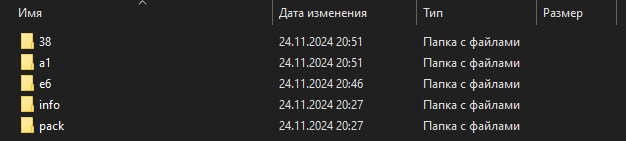 Имя Дата изменения Тип Размер
38 24.11.2024 20:51 Папка с файлами
a1 24.11.2024 20:51 Папка с файлами
e6 24.11.2024 20:46 Папка с файлами
info 24.11.2024 20:27 Папка с файлами
pack 24.11.2024 20:27 Папка с файлами